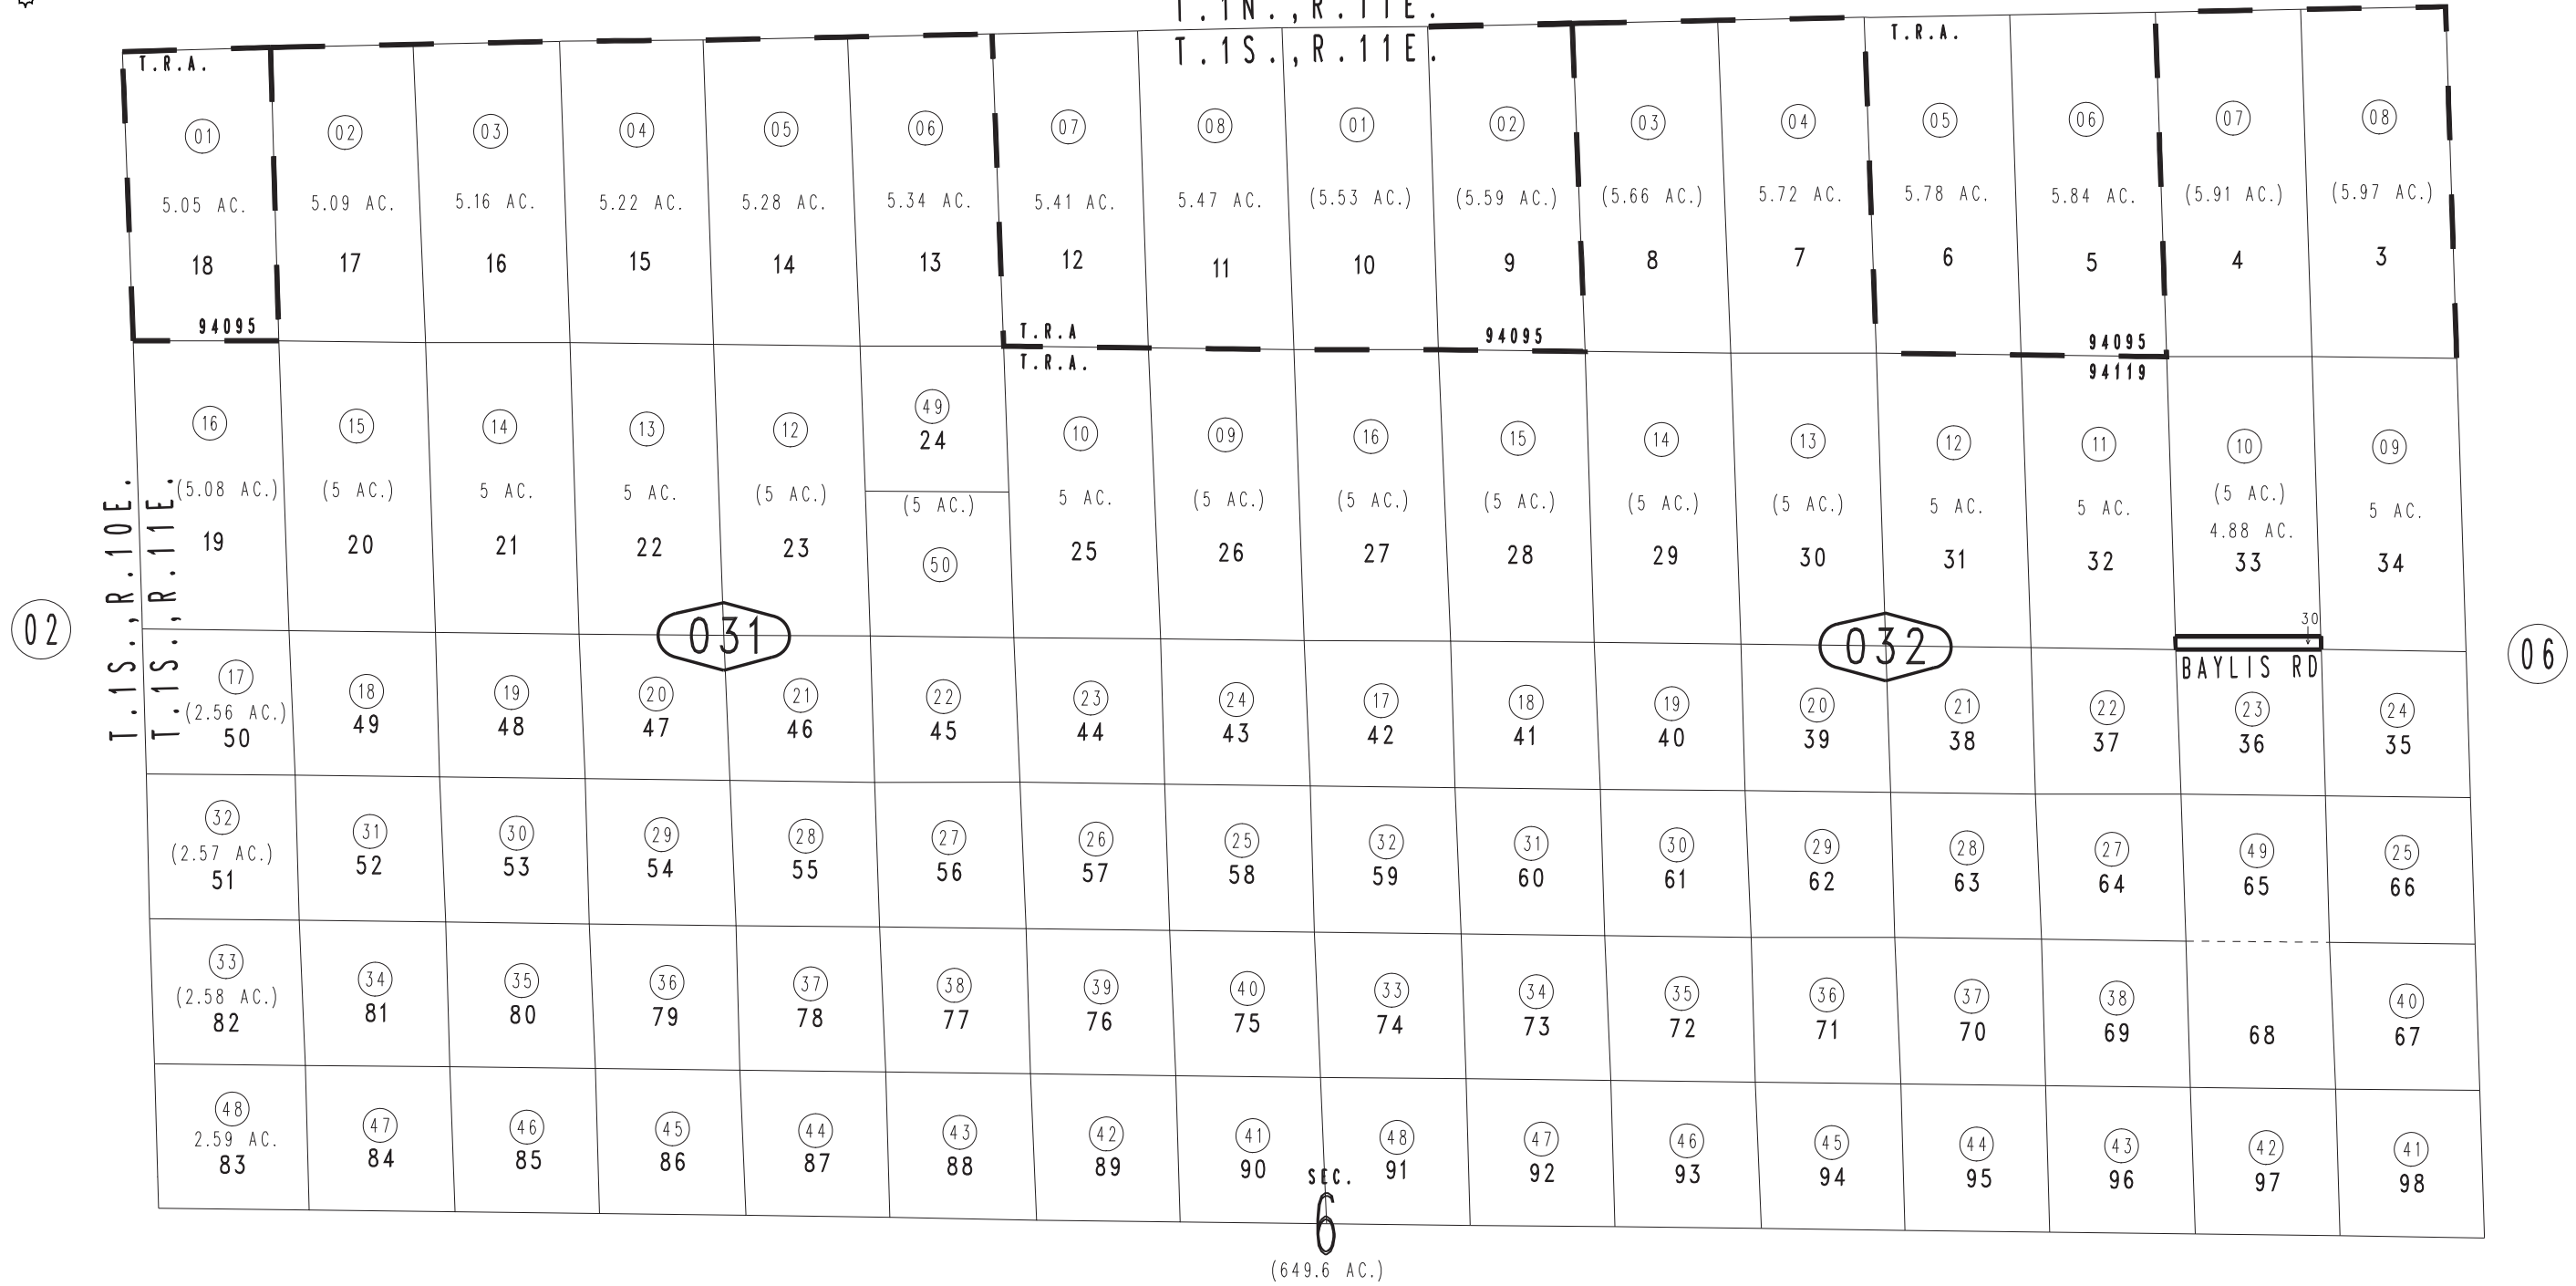 T.1N.,R.11E.
T.1S.,R.11E.
T.R.A.
T.R.A.
01 02 03 04 05 06 07 08 01 02 03 04 05 06 07 08
5.05 AC. 5.09 AC. 5.16 AC. 5.22 AC. 5.28 AC. 5.34 AC. 5.41 AC. 5.47 AC. (5.53 AC.) (5.59 AC.) (5.66 AC.) 5.72 AC. 5.78 AC. 5.84 AC. (5.91 AC.) (5.97 AC.)
18 17 16 15 14 13 12 11 10 9 8 7 6 5 4 3
94095 T.R.A 94095 94095
T.R.A. 94119
16 15 14 13 12 49 10 09 16 15 14 13 12 11 10 09
24
(5.08 AC.) (5 AC.) 5 AC. 5 AC. (5 AC.) (5 AC.) 5 AC. (5 AC.) (5 AC.) (5 AC.) (5 AC.) (5 AC.) 5 AC. 5 AC. (5 AC.) 5 AC.
4.88 AC.
19 20 21 22 23 50 25 26 27 28 29 30 31 32 33 34
T.1S.,R.10E.
T.1S.,R.11E.
02 031 032 30 06
BAYLIS RD
17 18 19 20 21 22 23 24 17 18 19 20 21 22 23 24
(2.56 AC.)
50 49 48 47 46 45 44 43 42 41 40 39 38 37 36 35
32 31 30 29 28 27 26 25 32 31 30 29 28 27 49 25
(2.57 AC.)
51 52 53 54 55 56 57 58 59 60 61 62 63 64 65 66
33 34 35 36 37 38 39 40 33 34 35 36 37 38 40
(2.58 AC.)
82 81 80 79 78 77 76 75 74 73 72 71 70 69 68 67
48 47 46 45 44 43 42 41 48 47 46 45 44 43 42 41
2.59 AC.
83 84 85 86 87 88 89 90 91 92 93 94 95 96 97 98
SEC.
6
(649.6 AC.)